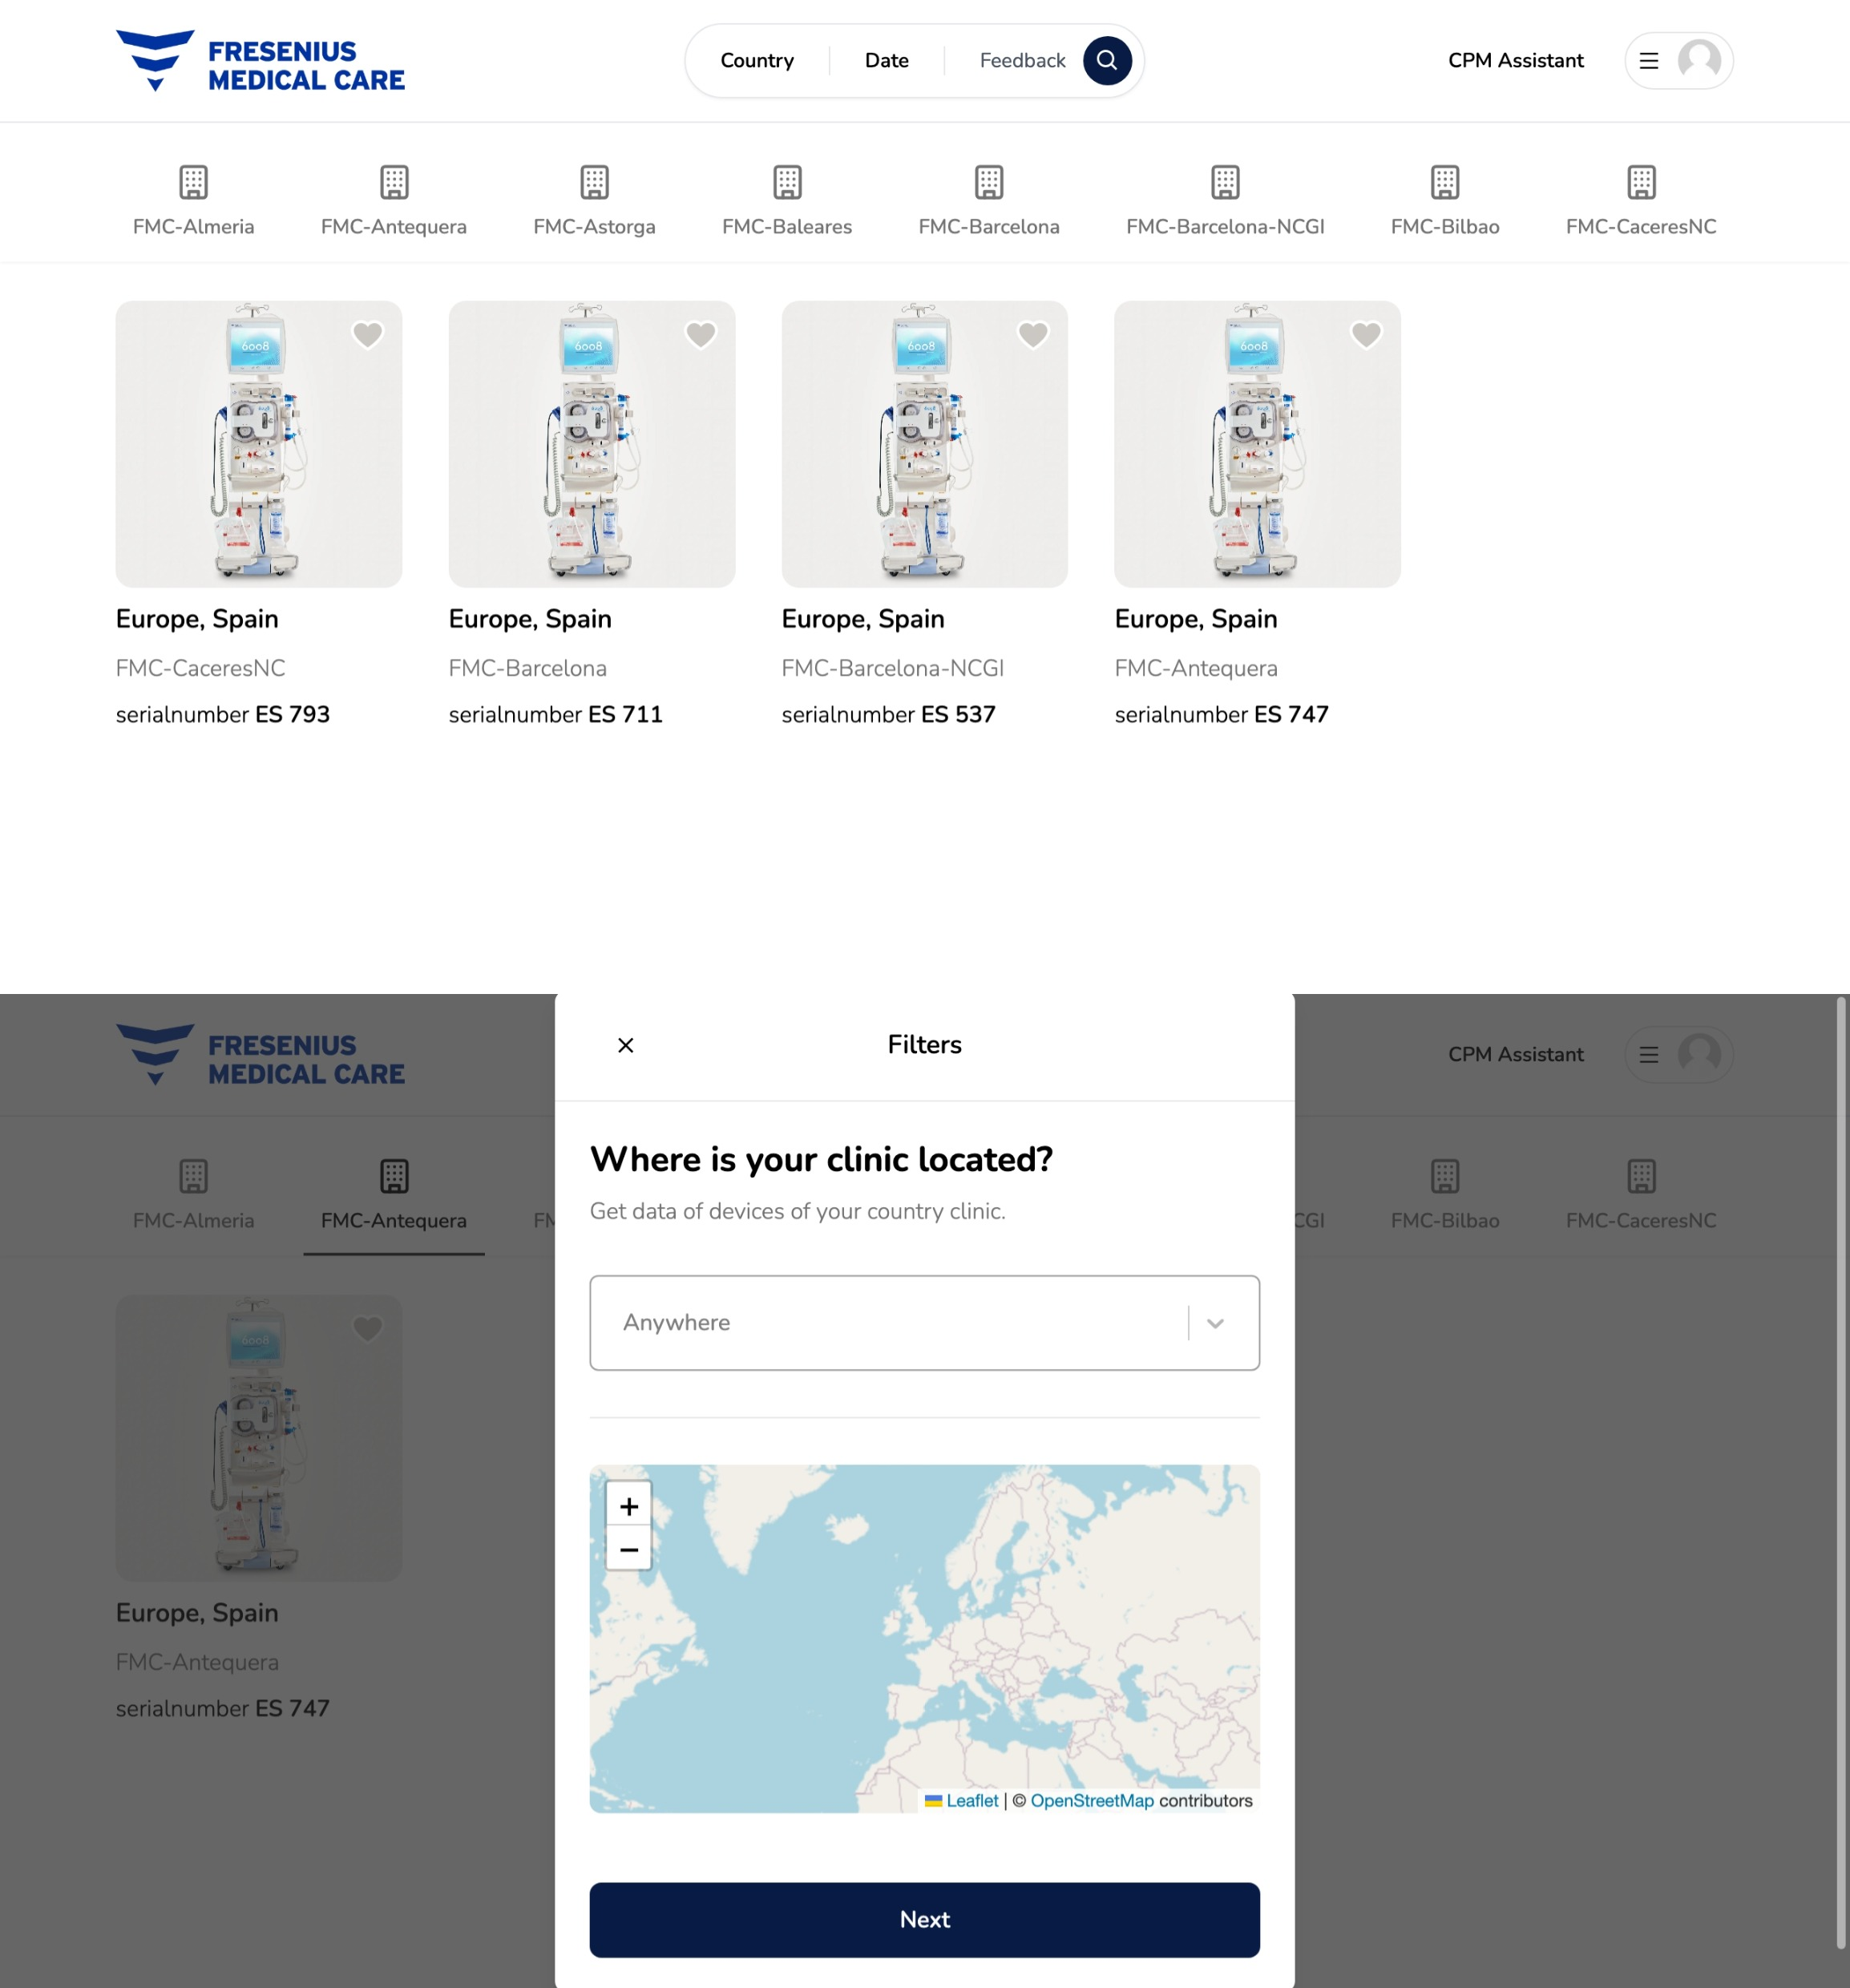 FRESENIUS
MEDICAL CARE
Country
Date
Feedback
CPM Assistant
FMC-Almeria
FMC-Antequera
FMC-Astorga
FMC-Baleares
FMC-Barcelona
FMC-Barcelona-NCGI
FMC-Bilbao
FMC-CaceresNC
6008
6008
6008
6008
Europe, Spain
FMC-CaceresNC
serialnumber ES 793
Europe, Spain
FMC-Barcelona
serialnumber ES 711
Europe, Spain
FMC-Barcelona-NCGI
serialnumber ES 537
Europe, Spain
FMC-Antequera
serialnumber ES 747
FRESENIUS
MEDICAL CARE
CPM Assistant
FMC-Almeria
FMC-Antequera
FM
CGI
FMC-Bilbao
FMC-CaceresNC
6008
Europe, Spain
FMC-Antequera
serialnumber ES 747
Filters
Where is your clinic located?
Get data of devices of your country clinic.
Anywhere
+
−
Leaflet | © OpenStreetMap contributors
Next